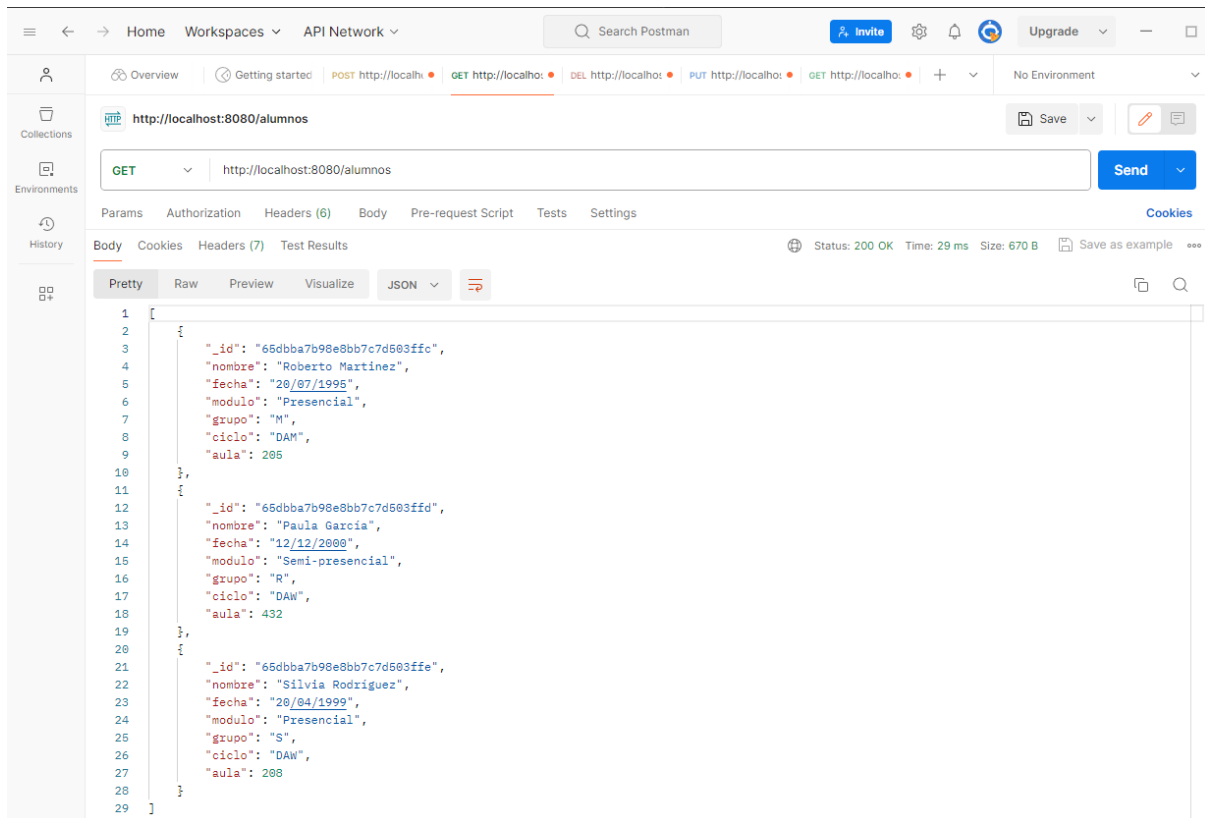 Home Workspaces API Network Search Postman Invite Upgrade
Overview Getting started POST http://localh GET http://localhos DEL http://localhos PUT http://localhos GET http://localhos No Environment
HTTP http://localhost:8080/alumnos Save
Collections
GET http://localhost:8080/alumnos Send
Environments
Params Authorization Headers (6) Body Pre-request Script Tests Settings Cookies
History
Body Cookies Headers (7) Test Results Status: 200 OK Time: 29 ms Size: 670 B Save as example
Pretty Raw Preview Visualize JSON
1 [
2 {
3 "_id": "65dbba7b98e8bb7c7d503ffc",
4 "nombre": "Roberto Martinez",
5 "fecha": "20/07/1995",
6 "modulo": "Presencial",
7 "grupo": "M",
8 "ciclo": "DAM",
9 "aula": 205
10 },
11 {
12 "_id": "65dbba7b98e8bb7c7d503ffd",
13 "nombre": "Paula García",
14 "fecha": "12/12/2000",
15 "modulo": "Semi-presencial",
16 "grupo": "R",
17 "ciclo": "DAW",
18 "aula": 432
19 },
20 {
21 "_id": "65dbba7b98e8bb7c7d503ffe",
22 "nombre": "Silvia Rodríguez",
23 "fecha": "20/04/1999",
24 "modulo": "Presencial",
25 "grupo": "S",
26 "ciclo": "DAW",
27 "aula": 208
28 }
29 ]